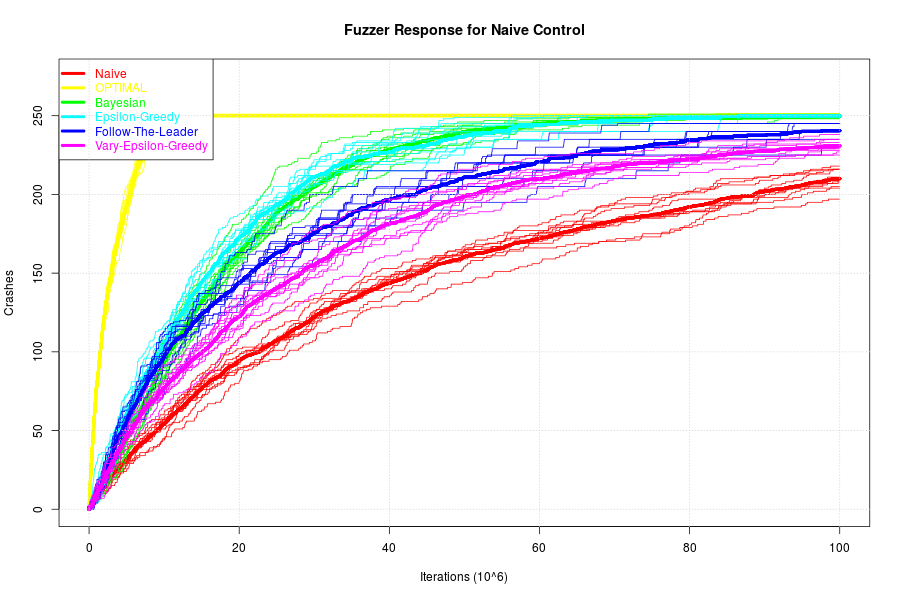 Fuzzer Response for Naive Control
Naive
OPTIMAL
Bayesian
Epsilon-Greedy
Follow-The-Leader
Vary-Epsilon-Greedy
250
200
150
100
50
0
Crashes
0 20 40 60 80 100
Iterations (10^6)